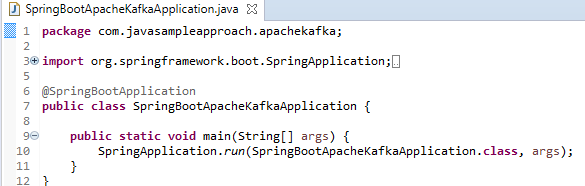 SpringBootApacheKafkaApplication.java
1 package com.javasampleapproach.apachekafka;
2
3 import org.springframework.boot.SpringApplication;
5
6 @SpringBootApplication
7 public class SpringBootApacheKafkaApplication {
8
9 public static void main(String[] args) {
10 SpringApplication.run(SpringBootApacheKafkaApplication.class, args);
11 }
12 }